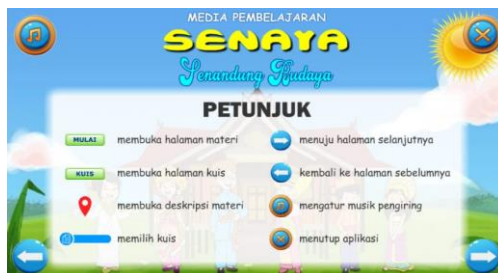 MEDIA PEMBELAJARAN
SENAYA
Senandung Budaya
PETUNJUK
MULAI membuka halaman materi
menuju halaman selanjutnya
KUIS membuka halaman kuis
kembali ke halaman sebelumnya
membuka deskripsi materi
mengatur musik pengiring
memilih kuis
menutup aplikasi